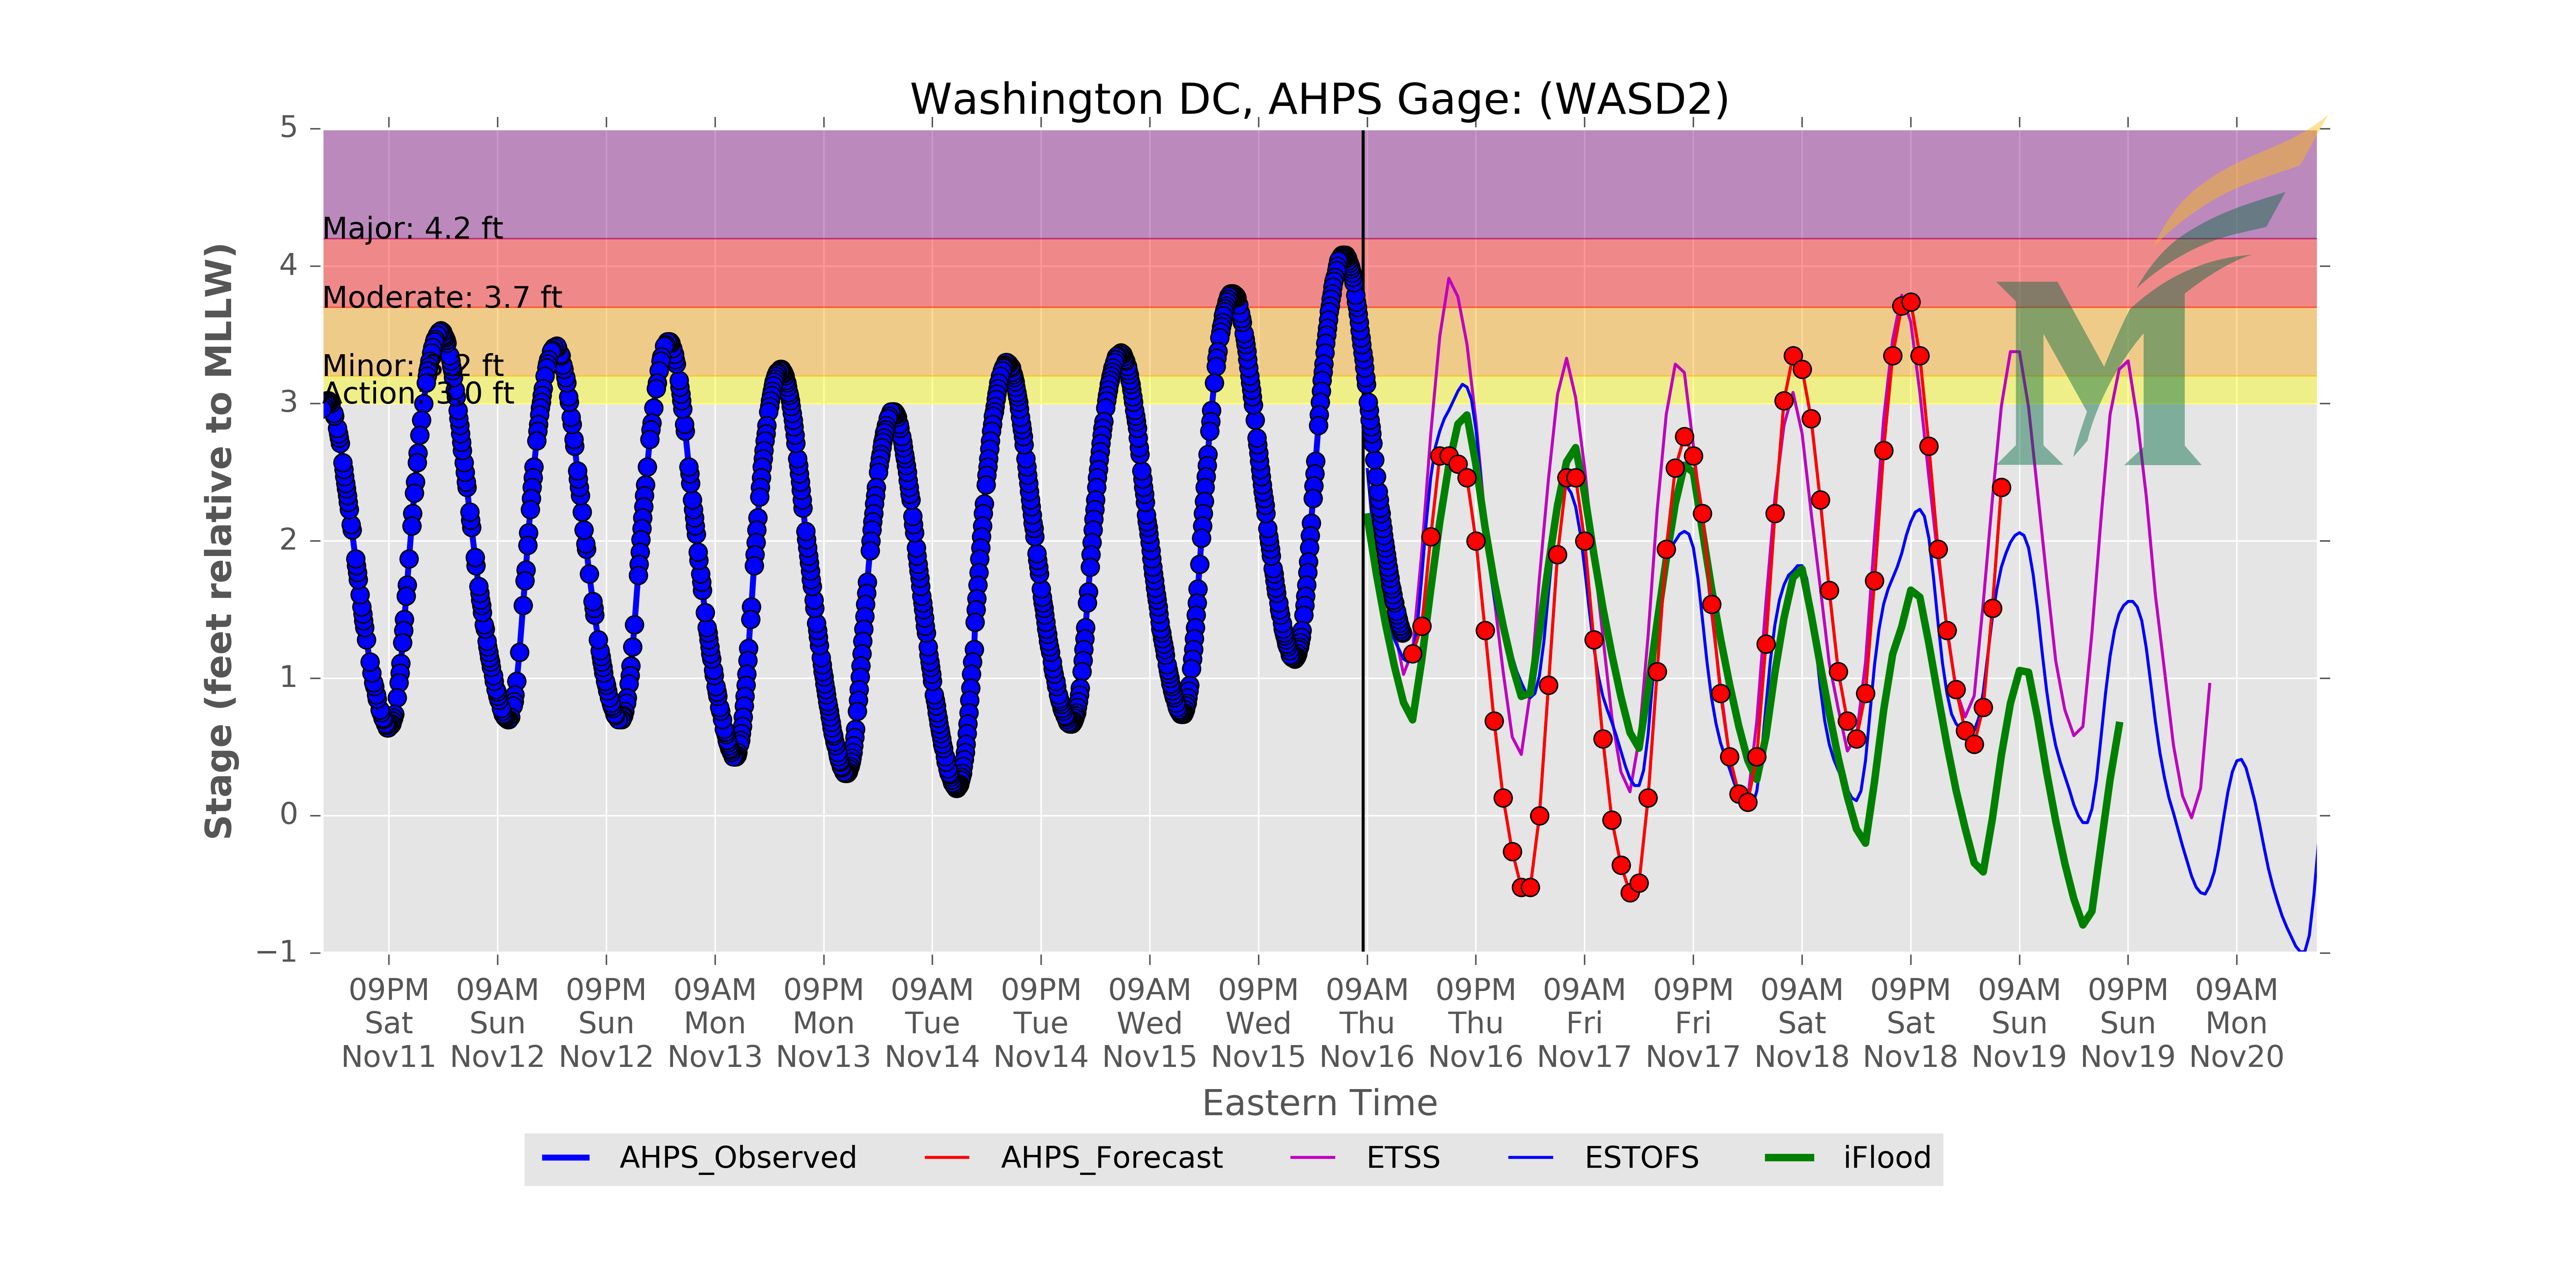 Washington DC, AHPS Gage: (WASD2)
Stage (feet relative to MLLW)
5
4
3
2
1
0
−1
Major: 4.2 ft
Moderate: 3.7 ft
Minor: 3.2 ft
Action: 3.0 ft
09PM 09AM 09PM 09AM 09PM 09AM 09PM 09AM 09PM 09AM 09PM 09AM 09PM 09AM 09PM 09AM 09PM 09AM
Sat Sun Sun Mon Mon Tue Tue Wed Wed Thu Thu Fri Fri Sat Sat Sun Sun Mon
Nov11 Nov12 Nov12 Nov13 Nov13 Nov14 Nov14 Nov15 Nov15 Nov16 Nov16 Nov17 Nov17 Nov18 Nov18 Nov19 Nov19 Nov20
Eastern Time
AHPS_Observed AHPS_Forecast ETSS ESTOFS iFlood